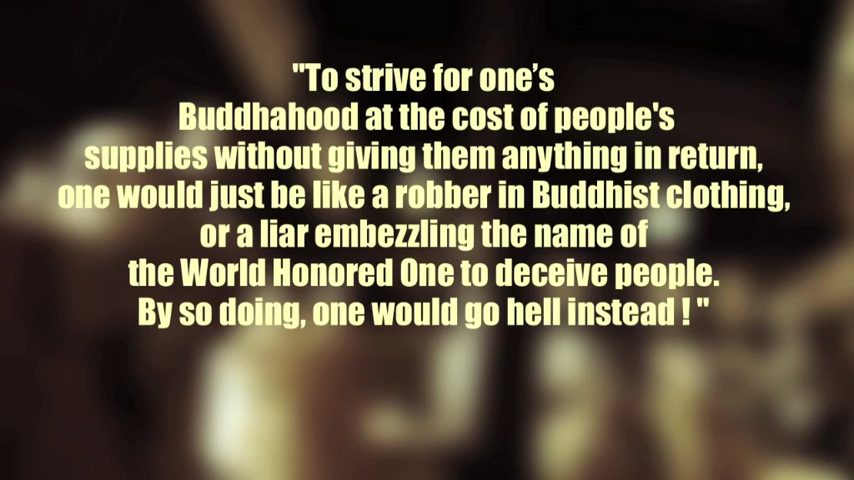 "To strive for one’s
Buddhahood at the cost of people's
supplies without giving them anything in return,
one would just be like a robber in Buddhist clothing,
or a liar embezzling the name of
the World Honored One to deceive people.
By so doing, one would go hell instead ! "